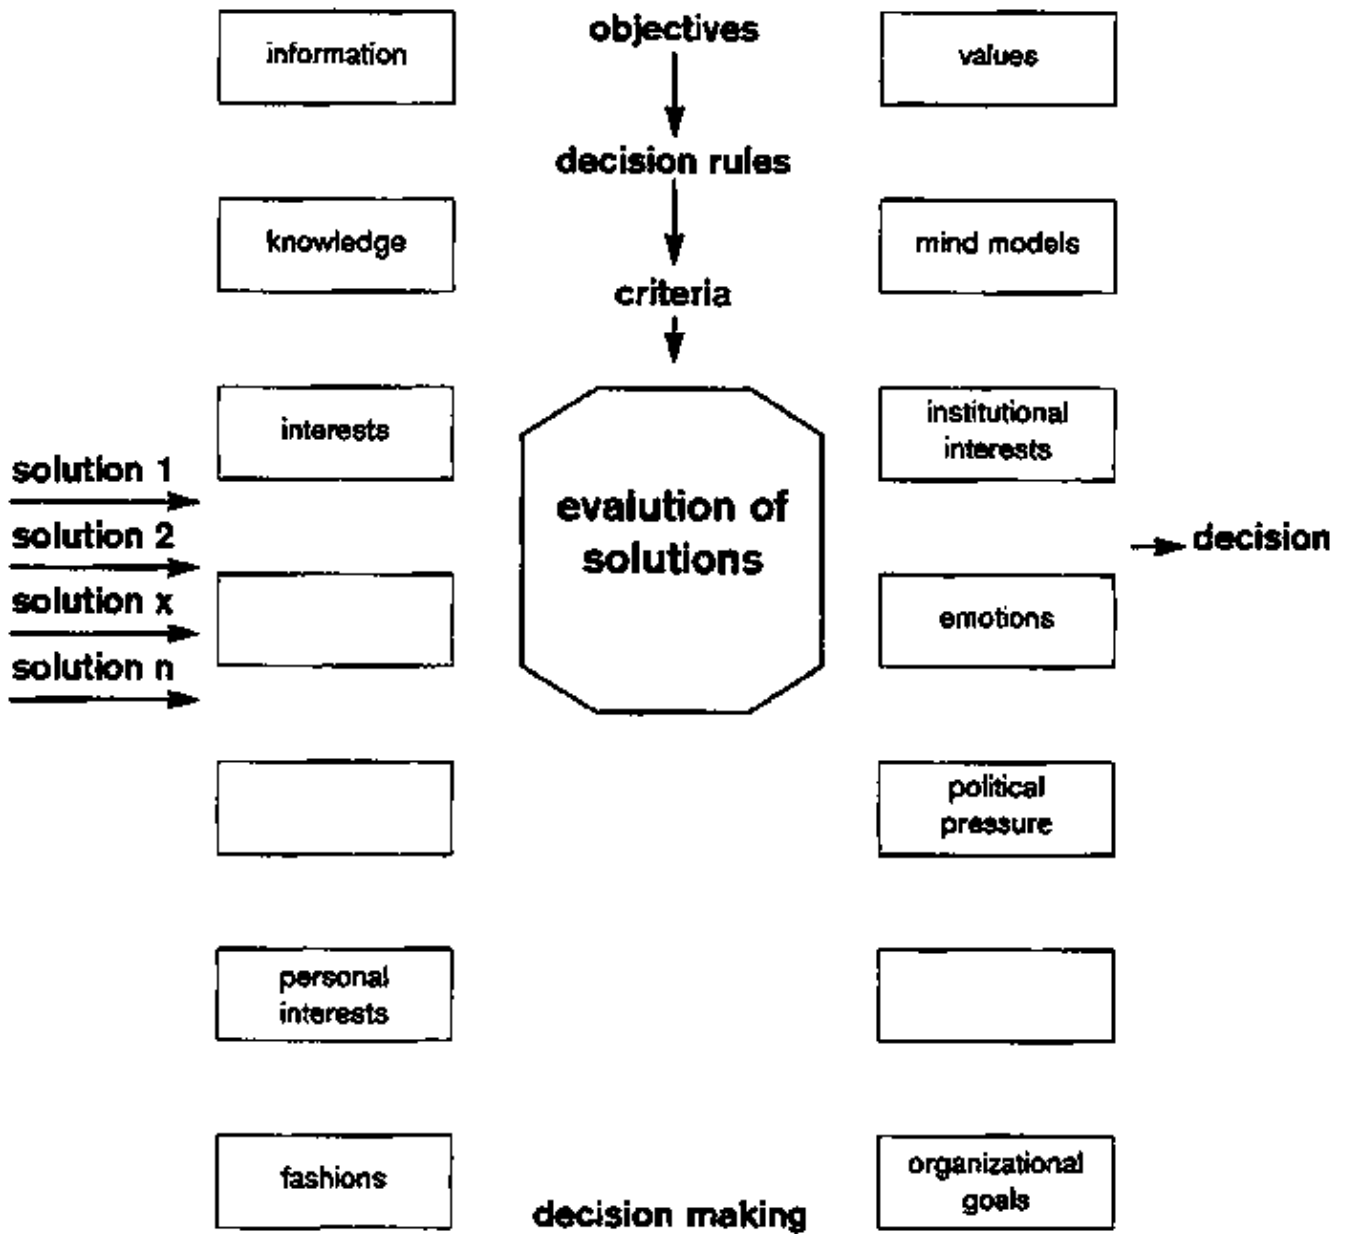 information
objectives
values
decision rules
knowledge
mind models
criteria
interests
institutional
interests
solution 1
solution 2
solution x
solution n
evalution of
solutions
decision
emotions
political
pressure
personal
interests
fashions
decision making
organizational
goals